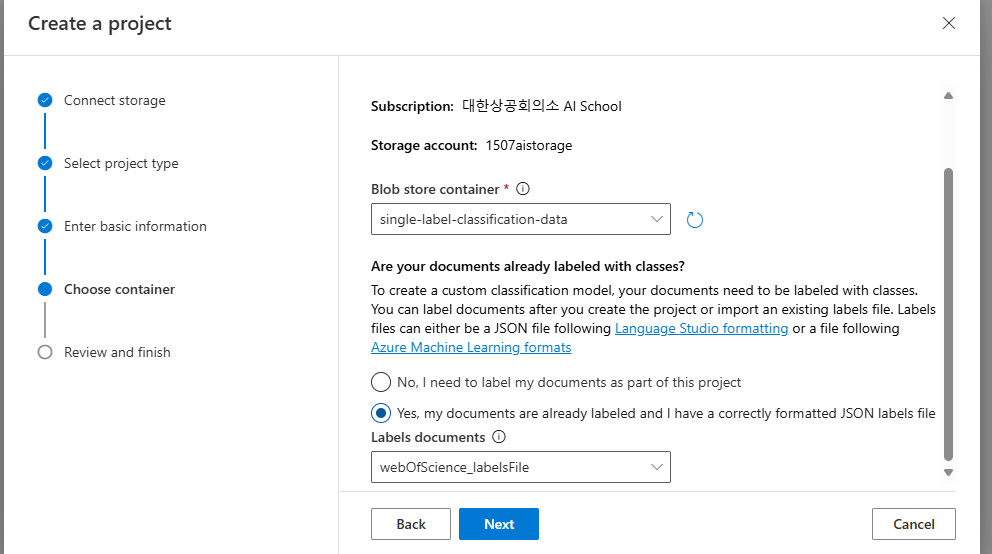 Create a project
Connect storage
Select project type
Enter basic information
Choose container
Review and finish
Subscription: 대한상공회의소 AI School
Storage account: 1507aistorage
Blob store container *
single-label-classification-data
Are your documents already labeled with classes?
To create a custom classification model, your documents need to be labeled with classes.
You can label documents after you create the project or import an existing labels file. Labels
files can either be a JSON file following Language Studio formatting or a file following
Azure Machine Learning formats
No, I need to label my documents as part of this project
Yes, my documents are already labeled and I have a correctly formatted JSON labels file
Labels documents
webOfScience_labelsFile
Back
Next
Cancel